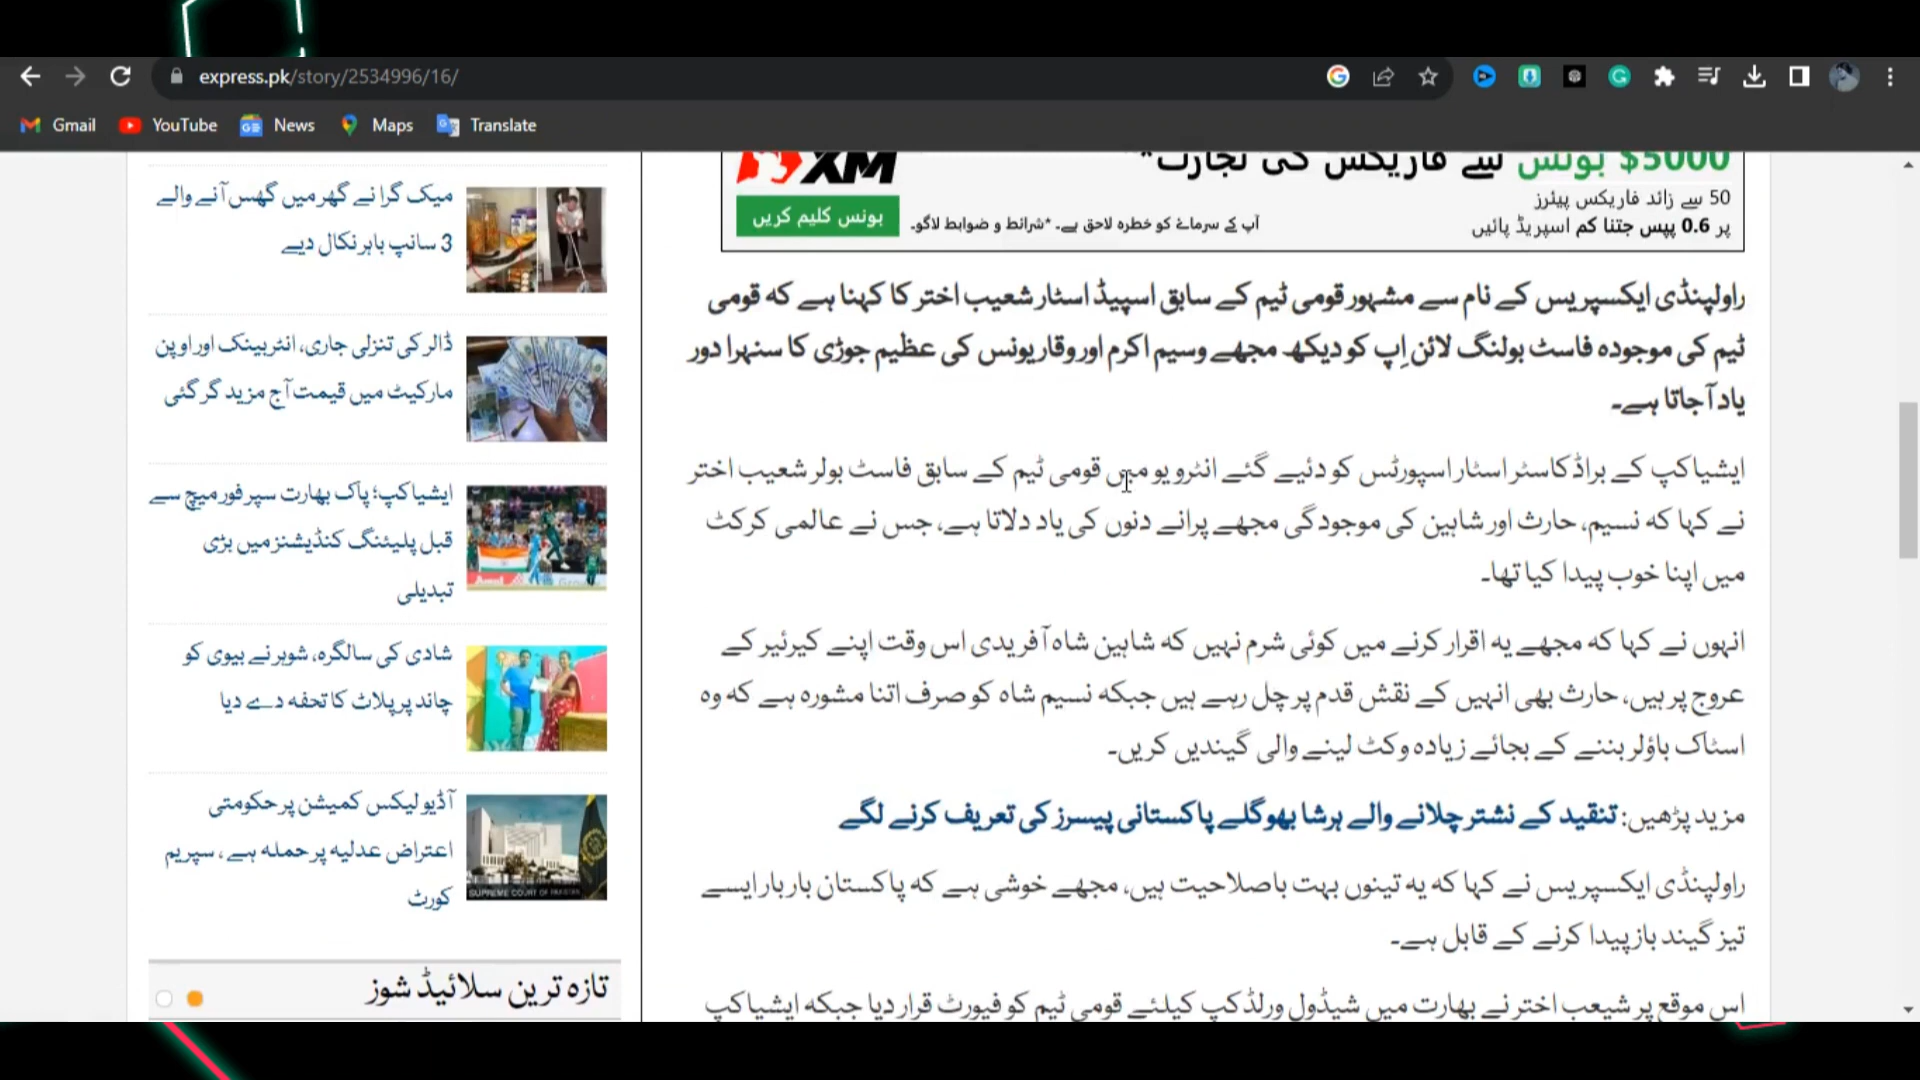 express.pk/story/2534996/16/
Gmail
YouTube
News
Maps
Translate
$5000 بونس سے فاریکس کی تجارت*
XM
50 سے زائد فاریکس پیئرز
پر 0.6 پپس جتنا کم اسپریڈ پائیں
آپ کے سرمائے کو خطرہ لاحق ہے۔ *شرائط و ضوابط لاگو۔
بونس کلیم کریں
راولپنڈی ایکسپریس کے نام سے مشہور قومی ٹیم کے سابق اسپیڈ اسٹار شعیب اختر کا کہنا ہے کہ قومی
ٹیم کی موجودہ فاسٹ بولنگ لائن اِپ کو دیکھ مجھے وسیم اکرم اور وقار یونس کی عظیم جوڑی کا سنہرا دور
یاد آجاتا ہے۔
ایشیاکپ کے براڈ کاسٹر اسٹار اسپورٹس کو دئیے گئے انٹرویو میں قومی ٹیم کے سابق فاسٹ بولر شعیب اختر
نے کہا کہ نسیم، حارث اور شاہین کی موجودگی مجھے پرانے دنوں کی یاد دلاتا ہے، جس نے عالمی کرکٹ
میں اپنا خوب پیدا کیا تھا۔
انہوں نے کہا کہ مجھے یہ اقرار کرنے میں کوئی شرم نہیں کہ شاہین شاہ آفریدی اس وقت اپنے کیرئیر کے
عروج پر ہیں، حارث بھی انہیں کے نقش قدم پر چل رہے ہیں جبکہ نسیم شاہ کو صرف اتنا مشورہ ہے کہ وہ
اسٹاک باؤلر بننے کے بجائے زیادہ وکٹ لینے والی گیندیں کریں۔
مزید پڑھیں: تنقید کے نشتر چلانے والے ہرشا بھوگلے پاکستانی پیسرز کی تعریف کرنے لگے
راولپنڈی ایکسپریس نے کہا کہ یہ تینوں بہت باصلاحیت ہیں، مجھے خوشی ہے کہ پاکستان بار بار ایسے
تیز گیند باز پیدا کرنے کے قابل ہے۔
اس موقع پر شیعب اختر نے بھارت میں شیڈول ورلڈکپ کیلئے قومی ٹیم کو فیورٹ قرار دیا جبکہ ایشیاکپ
میک گرا نے گھر میں گھس آنے والے
3 سانپ باہر نکال دیے
ڈالر کی تنزلی جاری، انٹربینک اور اوپن
مارکیٹ میں قیمت آج مزید گر گئی
ایشیاکپ؛ پاک بھارت سپر فور میچ سے
قبل پلیئنگ کنڈیشنز میں بڑی
تبدیلی
شادی کی سالگرہ، شوہر نے بیوی کو
چاند پر پلاٹ کا تحفہ دے دیا
آڈیو لیکس کمیشن پر حکومتی
اعتراض عدلیہ پر حملہ ہے، سپریم
کورٹ
SUPREME COURT OF PAKISTAN
تازہ ترین سلائیڈ شوز